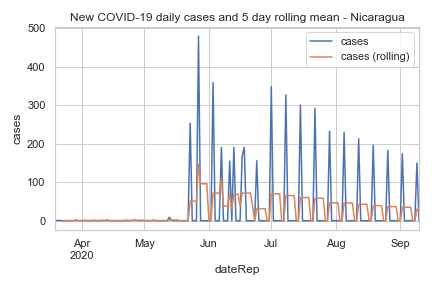 New COVID-19 daily cases and 5 day rolling mean - Nicaragua
cases
cases (rolling)
500
400
300
200
100
0
cases
Apr
2020
May
Jun
Jul
Aug
Sep
dateRep